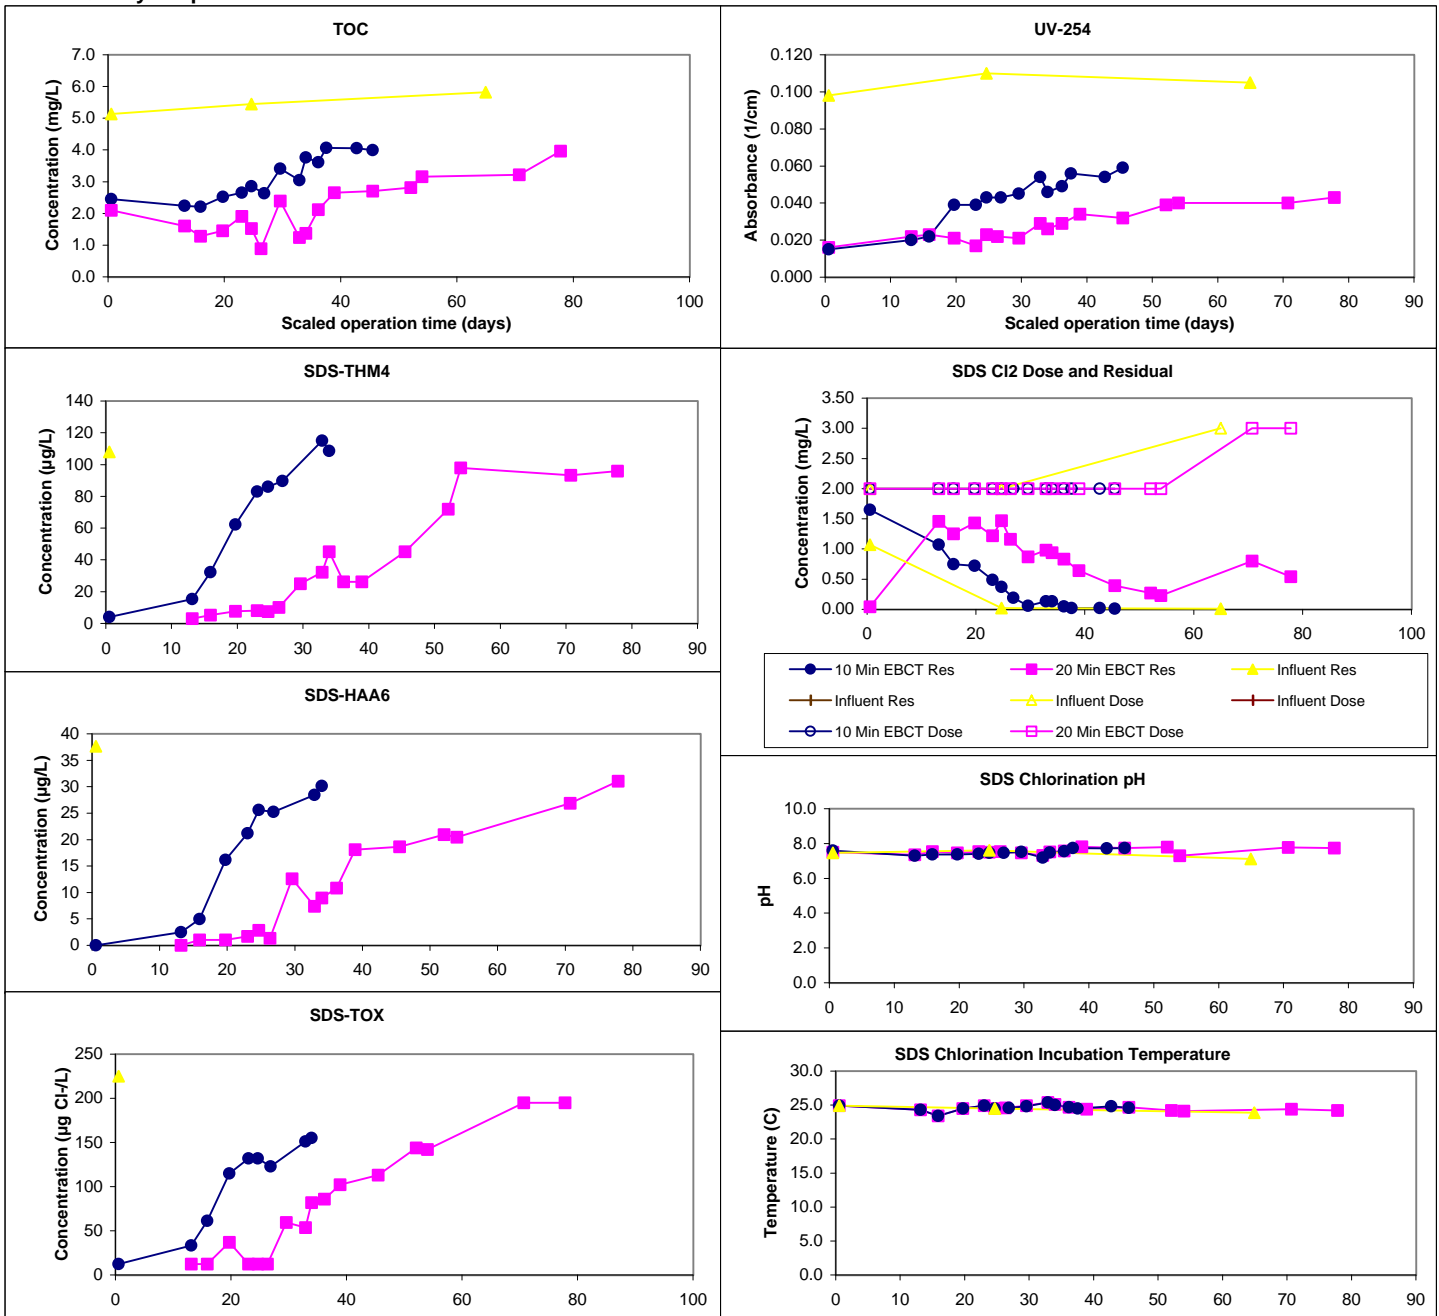 TOC
7.0
6.0
5.0
4.0
3.0
2.0
1.0
0.0
Concentration (mg/L)
0 20 40 60 80 100
Scaled operation time (days)
UV-254
0.120
0.100
0.080
0.060
0.040
0.020
0.000
Absorbance (1/cm)
0 10 20 30 40 50 60 70 80 90
Scaled operation time (days)
SDS-THM4
140
120
100
80
60
40
20
0
Concentration (µg/L)
0 10 20 30 40 50 60 70 80 90
SDS Cl2 Dose and Residual
3.50
3.00
2.50
2.00
1.50
1.00
0.50
0.00
Concentration (mg/L)
0 20 40 60 80 100
10 Min EBCT Res 20 Min EBCT Res Influent Res
Influent Res Influent Dose Influent Dose
10 Min EBCT Dose 20 Min EBCT Dose
SDS-HAA6
40
35
30
25
20
15
10
5
0
Concentration (µg/L)
0 10 20 30 40 50 60 70 80 90
SDS Chlorination pH
10.0
8.0
6.0
4.0
2.0
0.0
pH
0 10 20 30 40 50 60 70 80 90
SDS-TOX
250
200
150
100
50
0
Concentration (µg Cl-/L)
0 20 40 60 80 100
SDS Chlorination Incubation Temperature
30.0
25.0
20.0
15.0
10.0
5.0
0.0
Temperature (C)
0 10 20 30 40 50 60 70 80 90